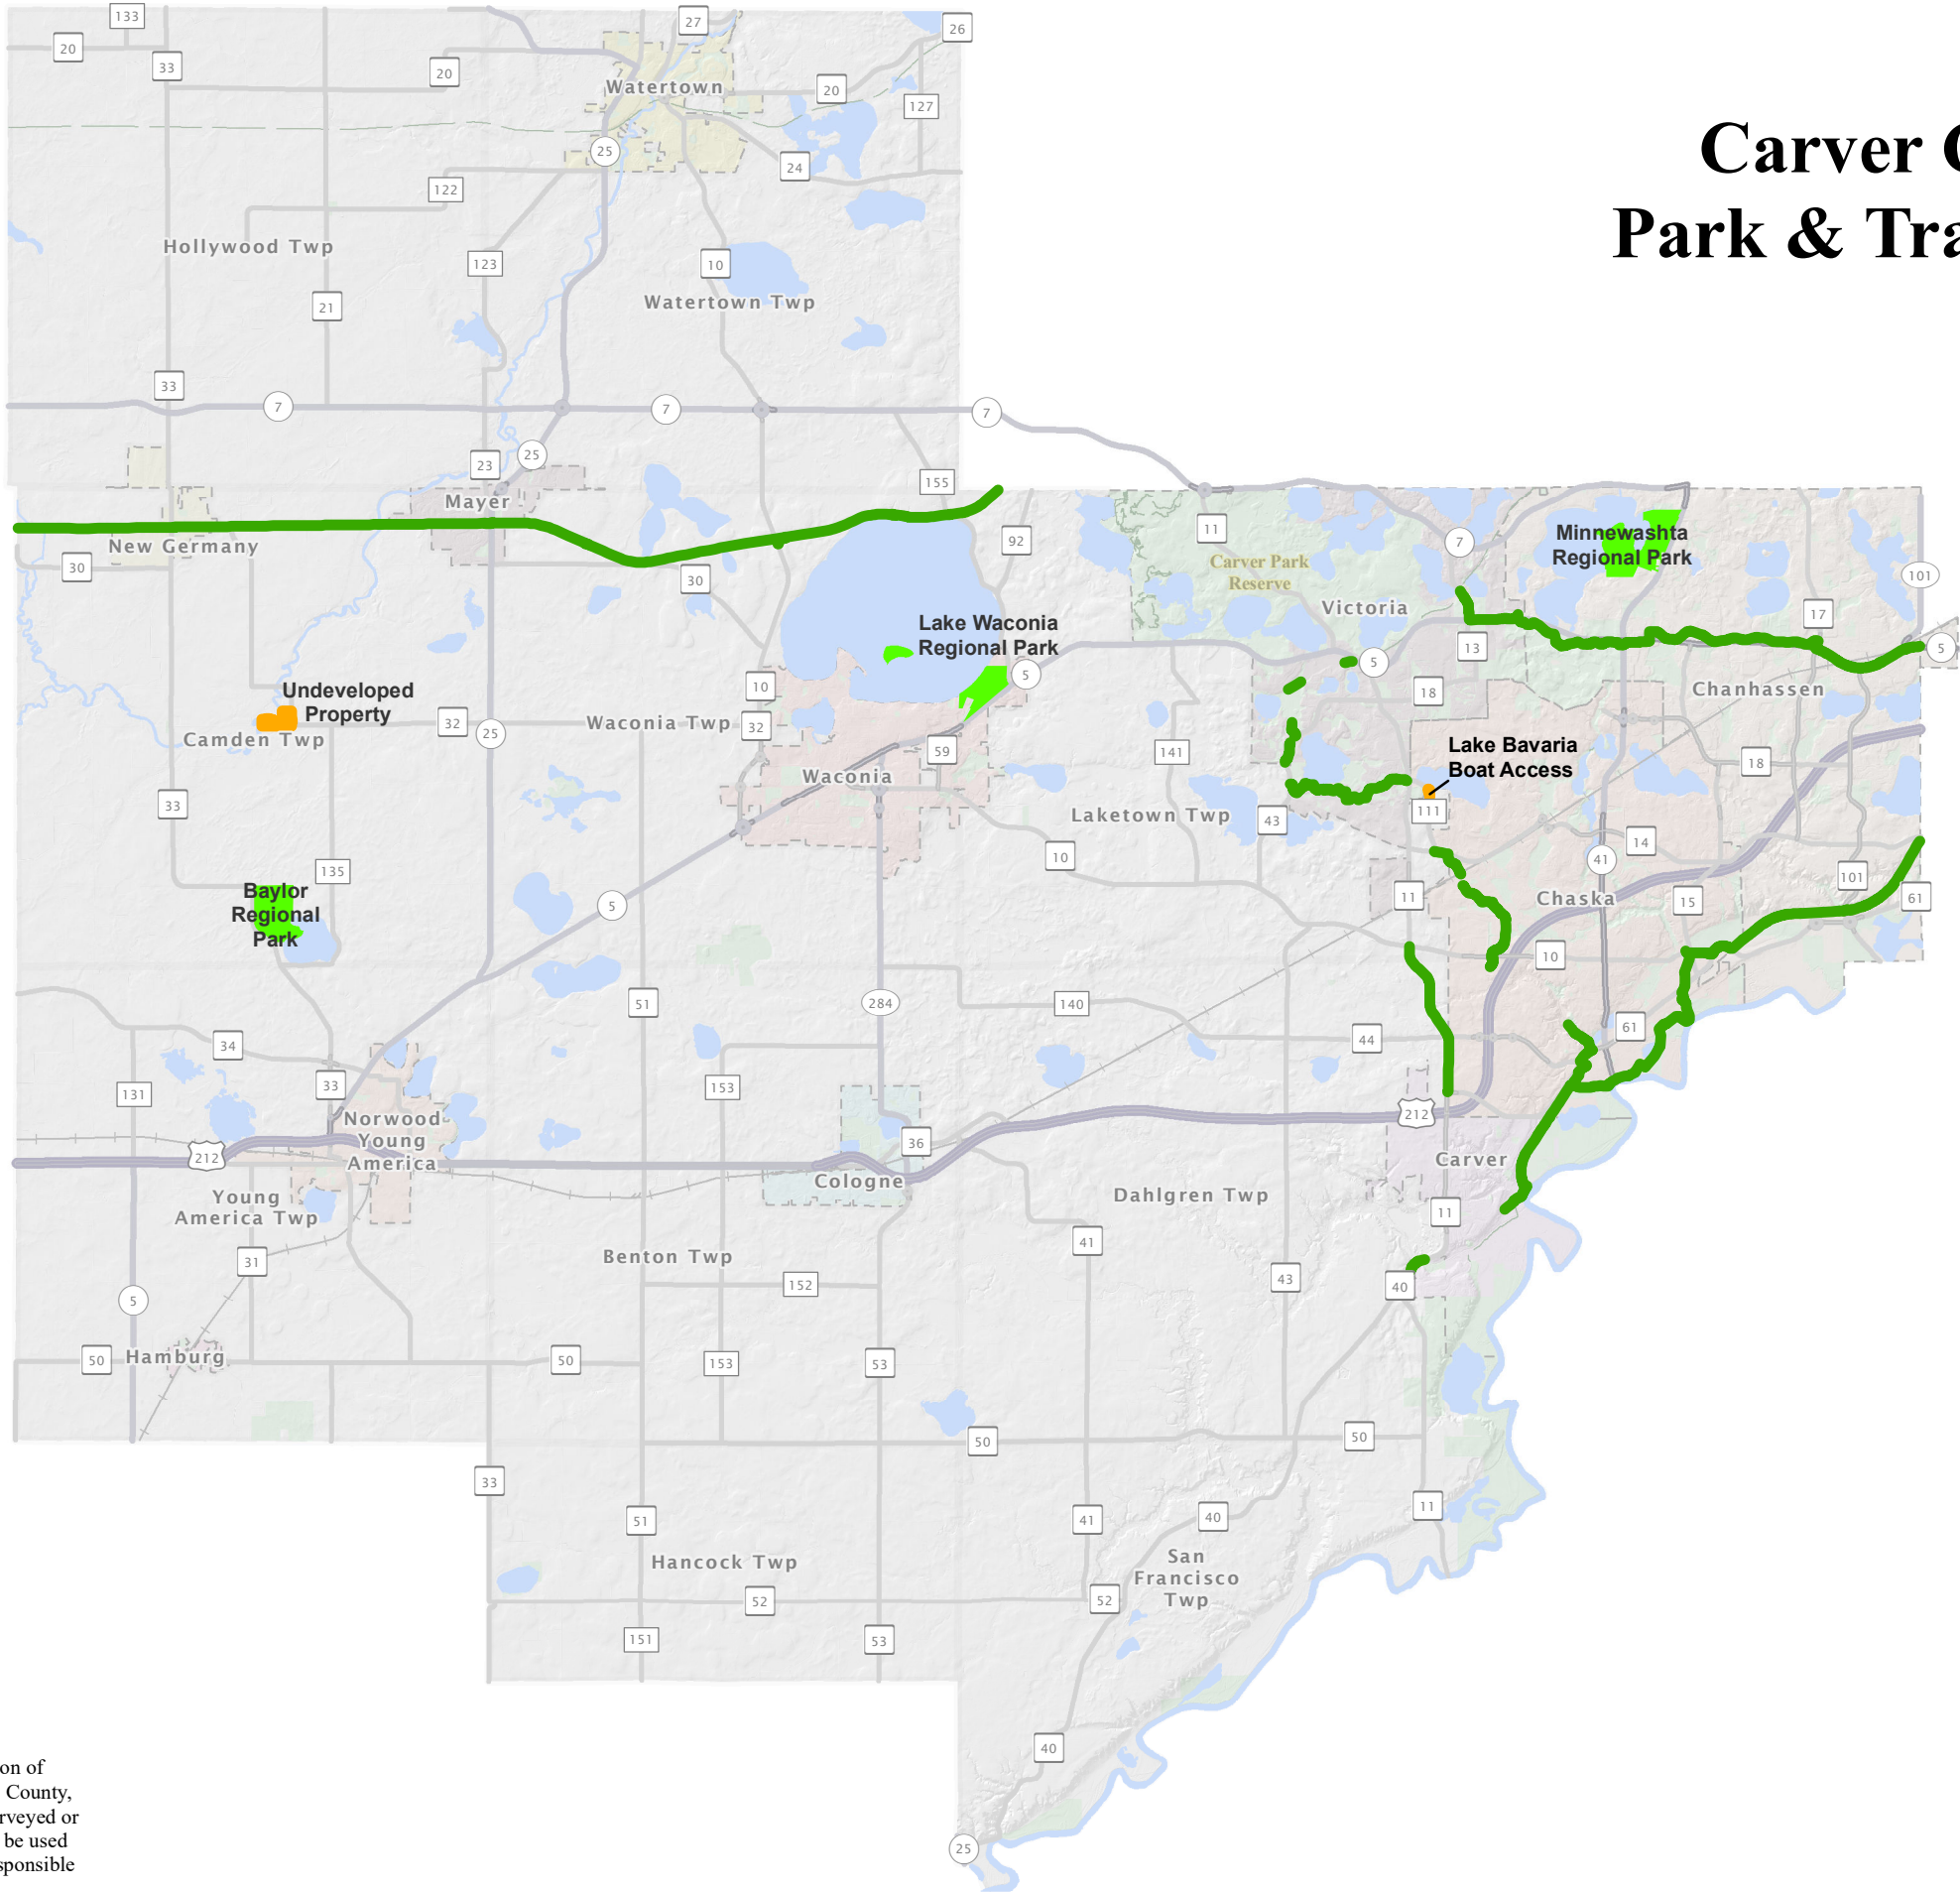 Carver C
Park & Tra
133
27
26
20
33
20
Watertown
20
127
25
24
122
Hollywood Twp
123
10
21
Watertown Twp
33
7
7
7
25
23
155
Mayer
11
92
Carver Park
Reserve
7
Minnewashta
Regional Park
101
New Germany
30
30
Victoria
17
Lake Waconia
Regional Park
13
5
5
5
10
18
Chanhassen
Undeveloped
Property
Camden Twp
32
25
Waconia Twp
32
59
141
Lake Bavaria
Boat Access
18
Waconia
33
111
Laketown Twp
43
14
10
41
135
Baylor
Regional
Park
5
11
Chaska
15
101
61
10
51
284
140
34
44
61
33
131
153
Norwood
Young
America
212
36
212
Cologne
Carver
Young
America Twp
Dahlgren Twp
11
31
Benton Twp
41
152
43
40
5
50
Hamburg
50
153
53
50
50
33
51
41
40
11
Hancock Twp
San
Francisco
Twp
52
52
151
53
40
25
on of
County,
rveyed or
be used
sponsible